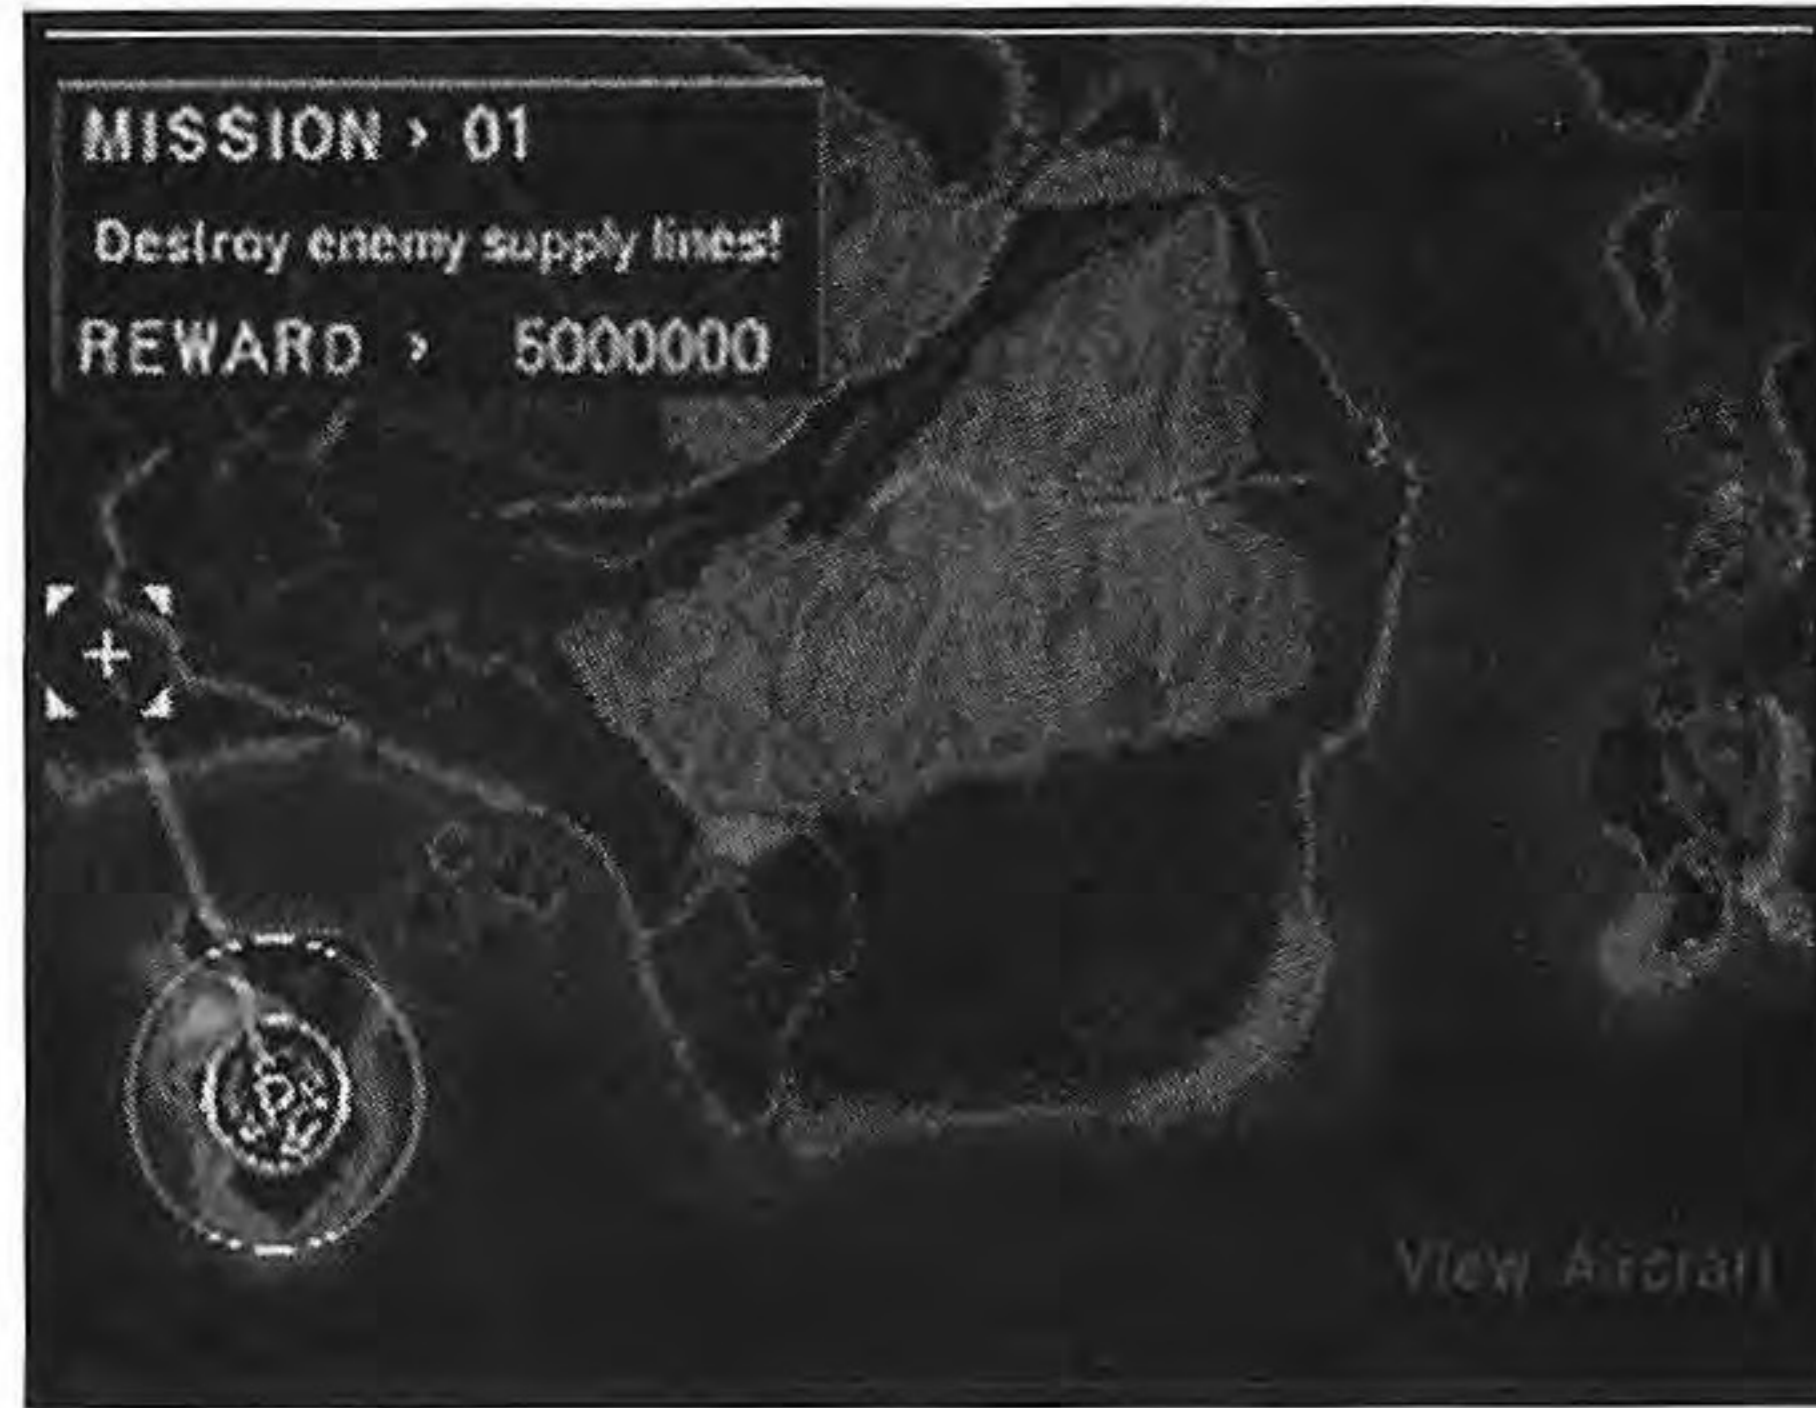 MISSION › 01
Destroy enemy supply lines!
REWARD › 5000000
View Aircraft